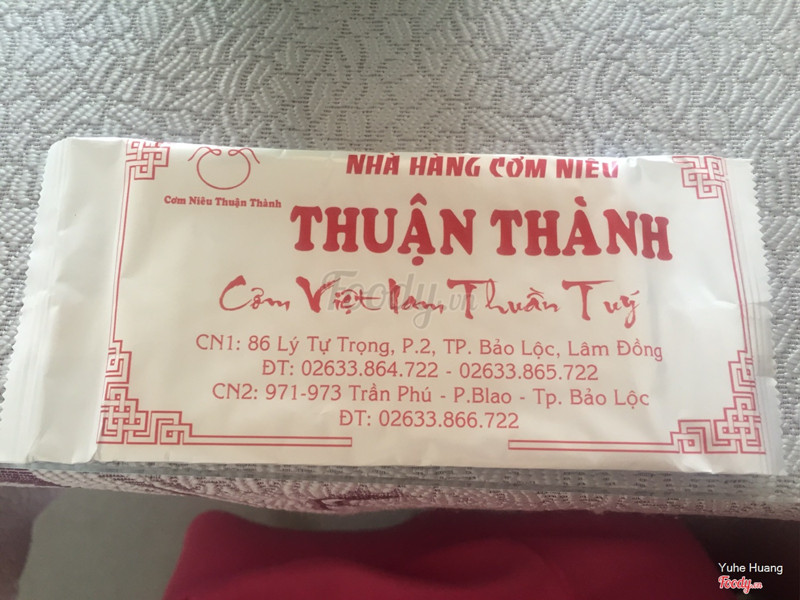 NHÀ HÀNG CƠM NIÊU
Cơm Niêu Thuận Thành
THUẬN THÀNH
Cơm Việt Nam Thuần Tuý
Foody.vn
CN1: 86 Lý Tự Trọng, P.2, TP. Bảo Lộc, Lâm Đồng
ĐT: 02633.864.722 - 02633.865.722
CN2: 971-973 Trần Phú - P.Blao - Tp. Bảo Lộc
ĐT: 02633.866.722
Yuhe Huang
Foody.vn